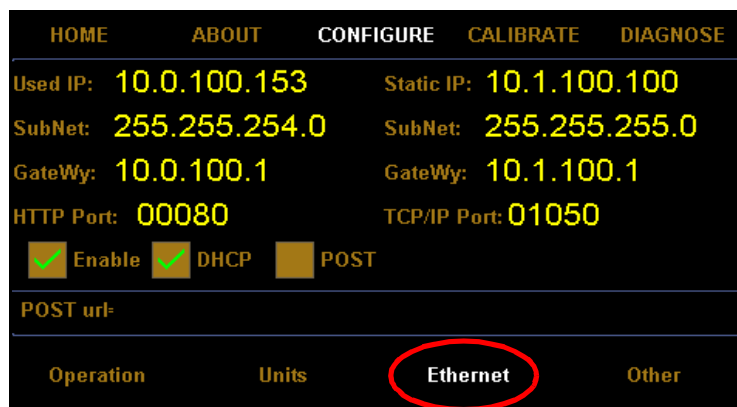 HOME ABOUT CONFIGURE CALIBRATE DIAGNOSE
Used IP: 10.0.100.153 Static IP: 10.1.100.100
SubNet: 255.255.254.0 SubNet: 255.255.255.0
GateWy: 10.0.100.1 GateWy: 10.1.100.1
HTTP Port: 00080 TCP/IP Port: 01050
Enable DHCP POST
POST url=
Operation Units Ethernet Other